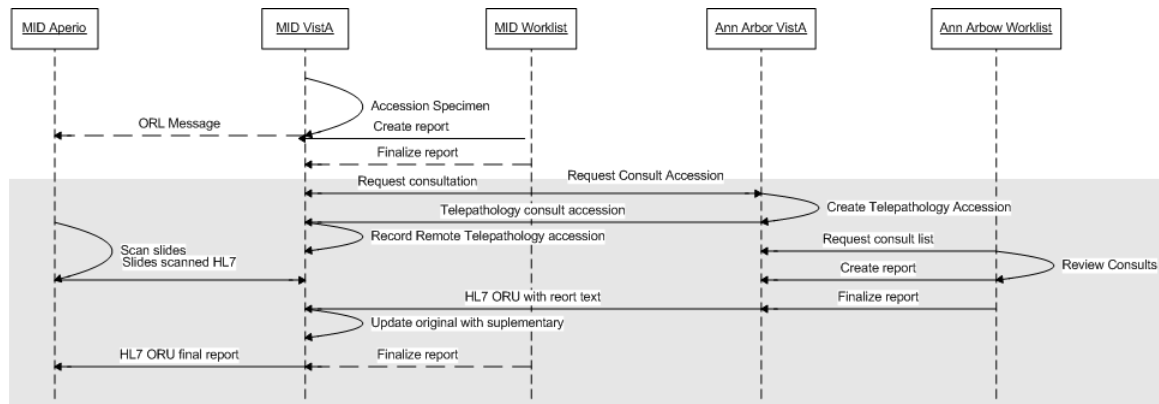 MID Aperio
MID VistA
MID Worklist
Ann Arbor VistA
Ann Arbow Worklist
Accession Specimen
ORL Message
Create report
Finalize report
Request consultation
Request Consult Accession
Create Telepathology Accession
Telepathology consult accession
Record Remote Telepathology accession
Request consult list
Scan slides
Slides scanned HL7
Review Consults
Create report
HL7 ORU with reort text
Finalize report
Update original with suplementary
HL7 ORU final report
Finalize report